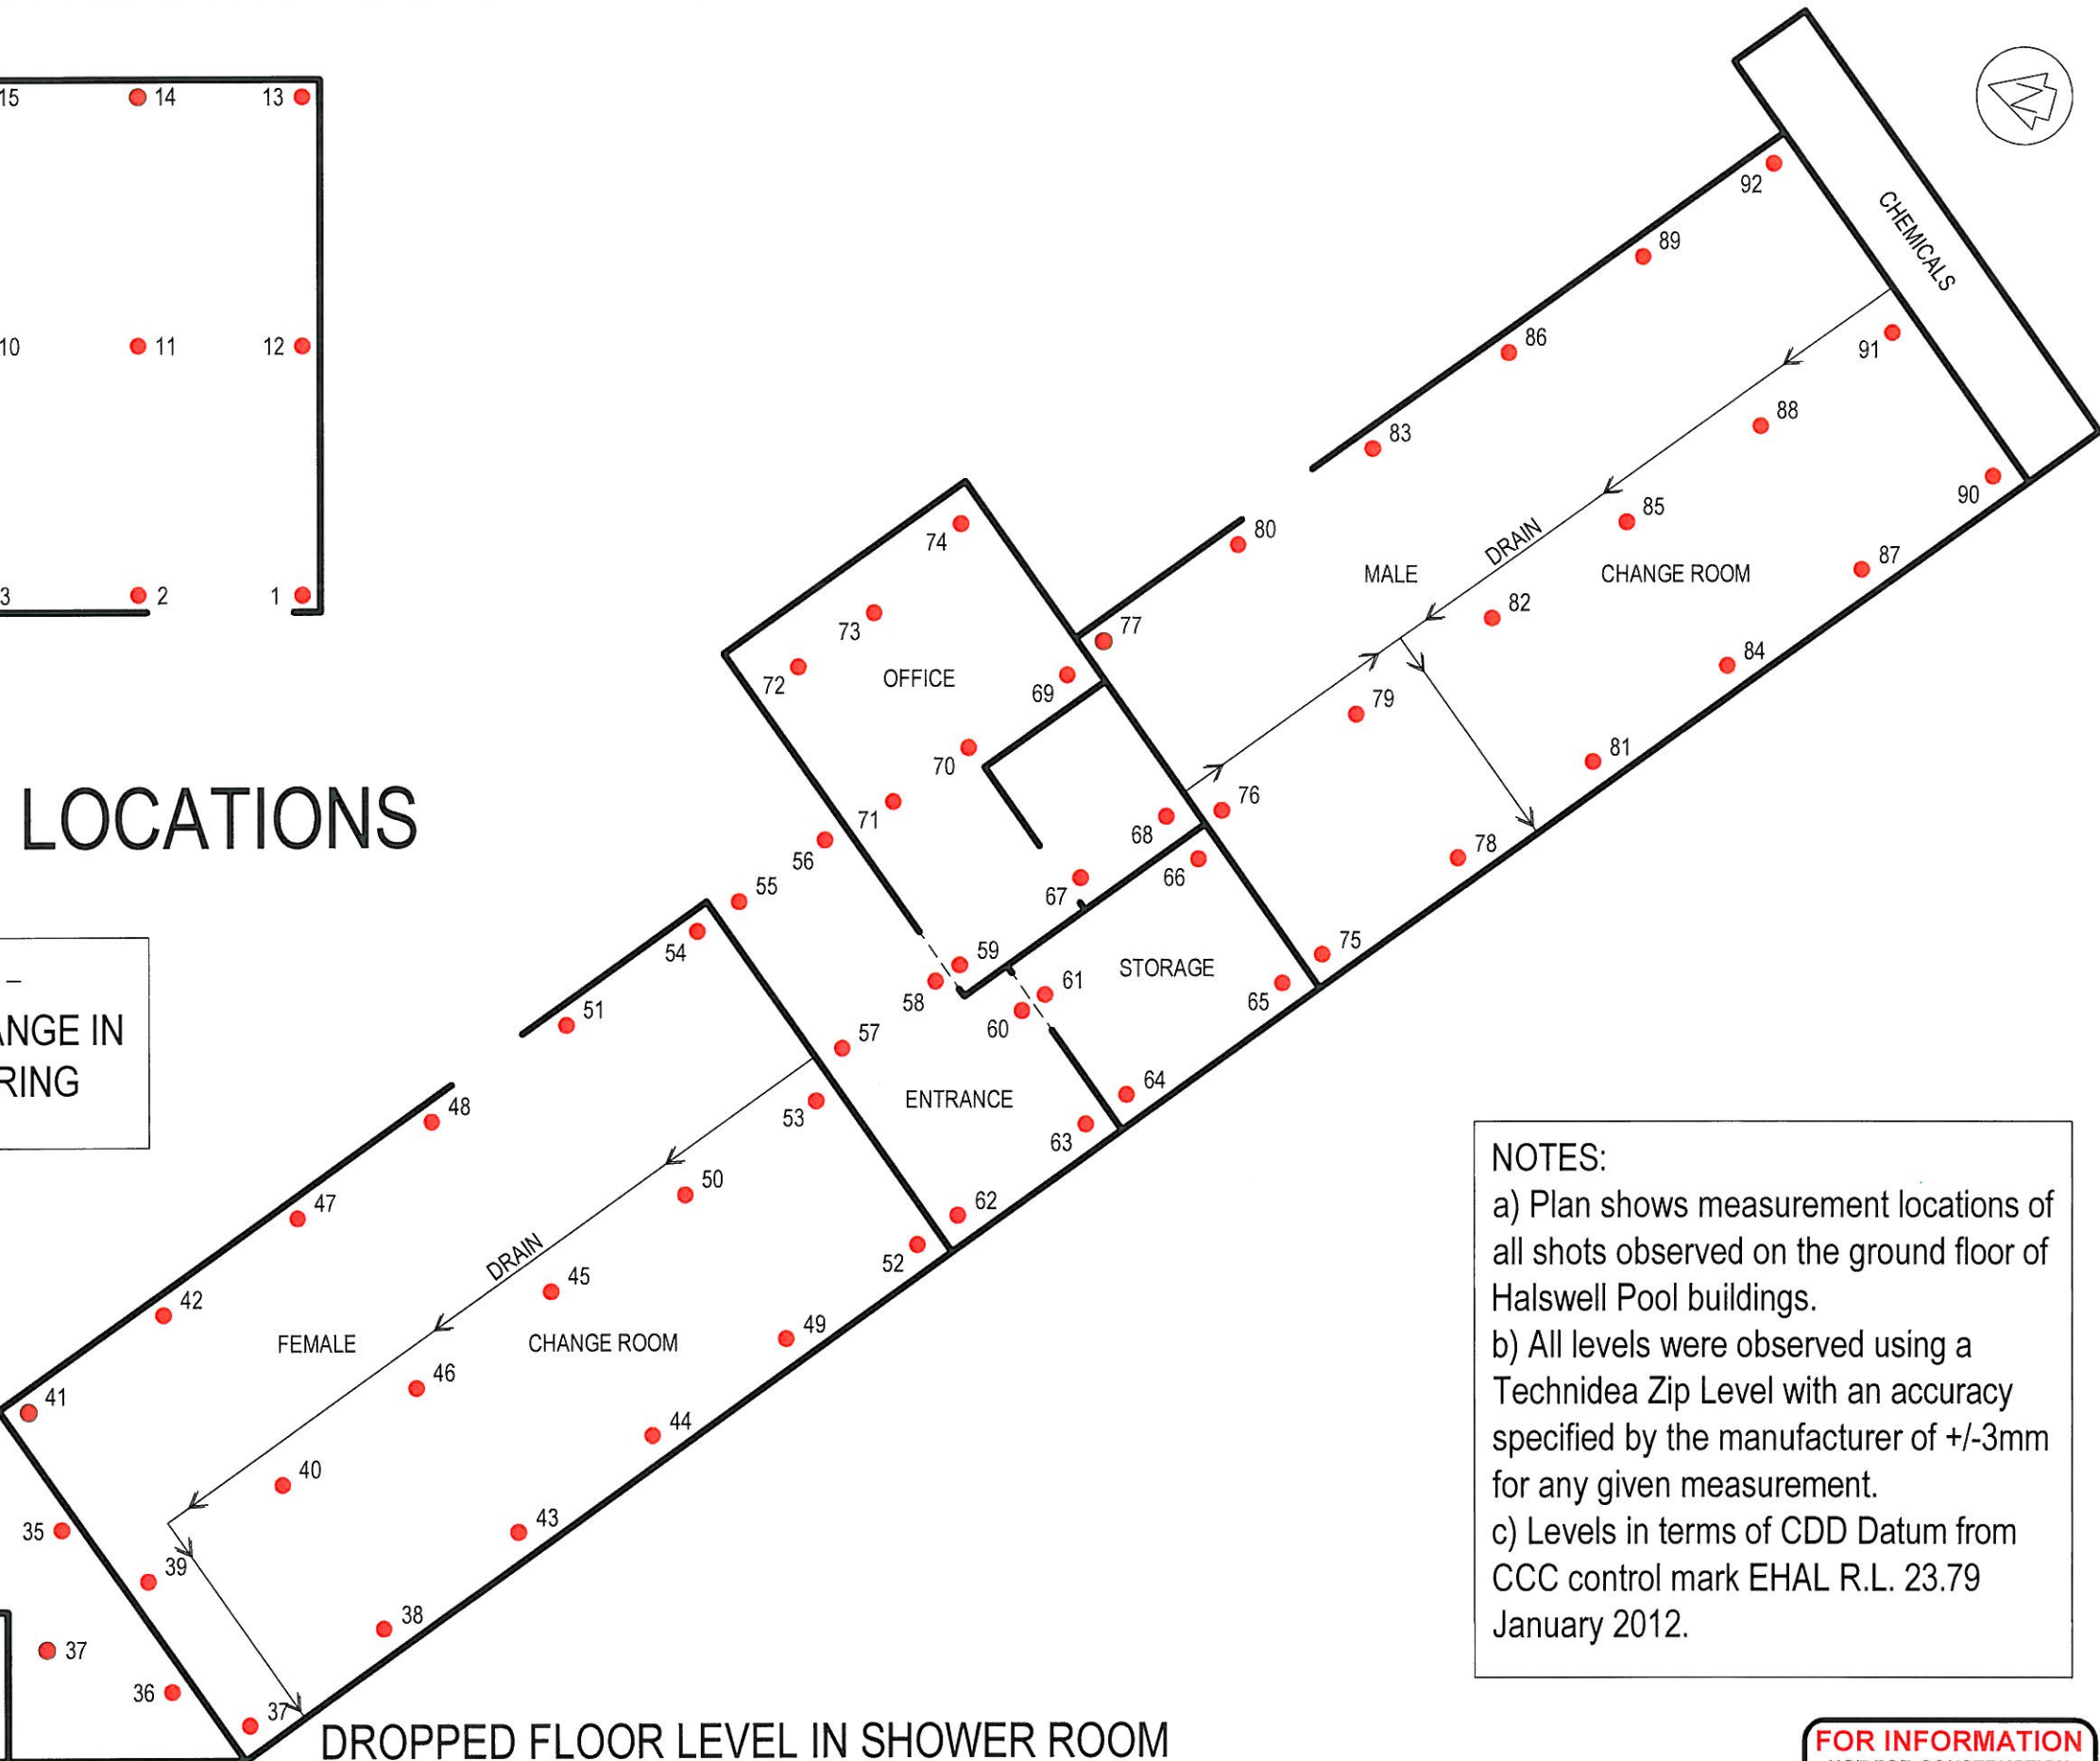 15
14
13
92
CHEMICALS
89
10
11
12
86
91
88
83
90
85
74
80
DRAIN
87
MALE
CHANGE ROOM
3
2
1
82
73
77
84
72
OFFICE
69
79
81
70
76
LOCATIONS
71
68
78
56
66
55
67
75
54
59
STORAGE
61
65
58
60
51
57
64
ENTRANCE
53
63
48
–
ANGE IN
RING
50
62
47
52
DRAIN
45
42
49
FEMALE
CHANGE ROOM
46
41
44
40
43
35
39
38
37
36
37
DROPPED FLOOR LEVEL IN SHOWER ROOM
NOTES:
a) Plan shows measurement locations of
all shots observed on the ground floor of
Halswell Pool buildings.
b) All levels were observed using a
Technidea Zip Level with an accuracy
specified by the manufacturer of +/-3mm
for any given measurement.
c) Levels in terms of CDD Datum from
CCC control mark EHAL R.L. 23.79
January 2012.
FOR INFORMATION